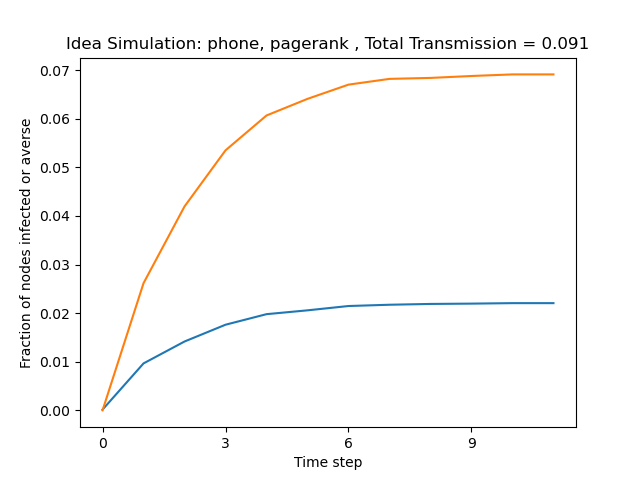 Idea Simulation: phone, pagerank , Total Transmission = 0.091
Fraction of nodes infected or averse
0.07
0.06
0.05
0.04
0.03
0.02
0.01
0.00
0 3 6 9
Time step